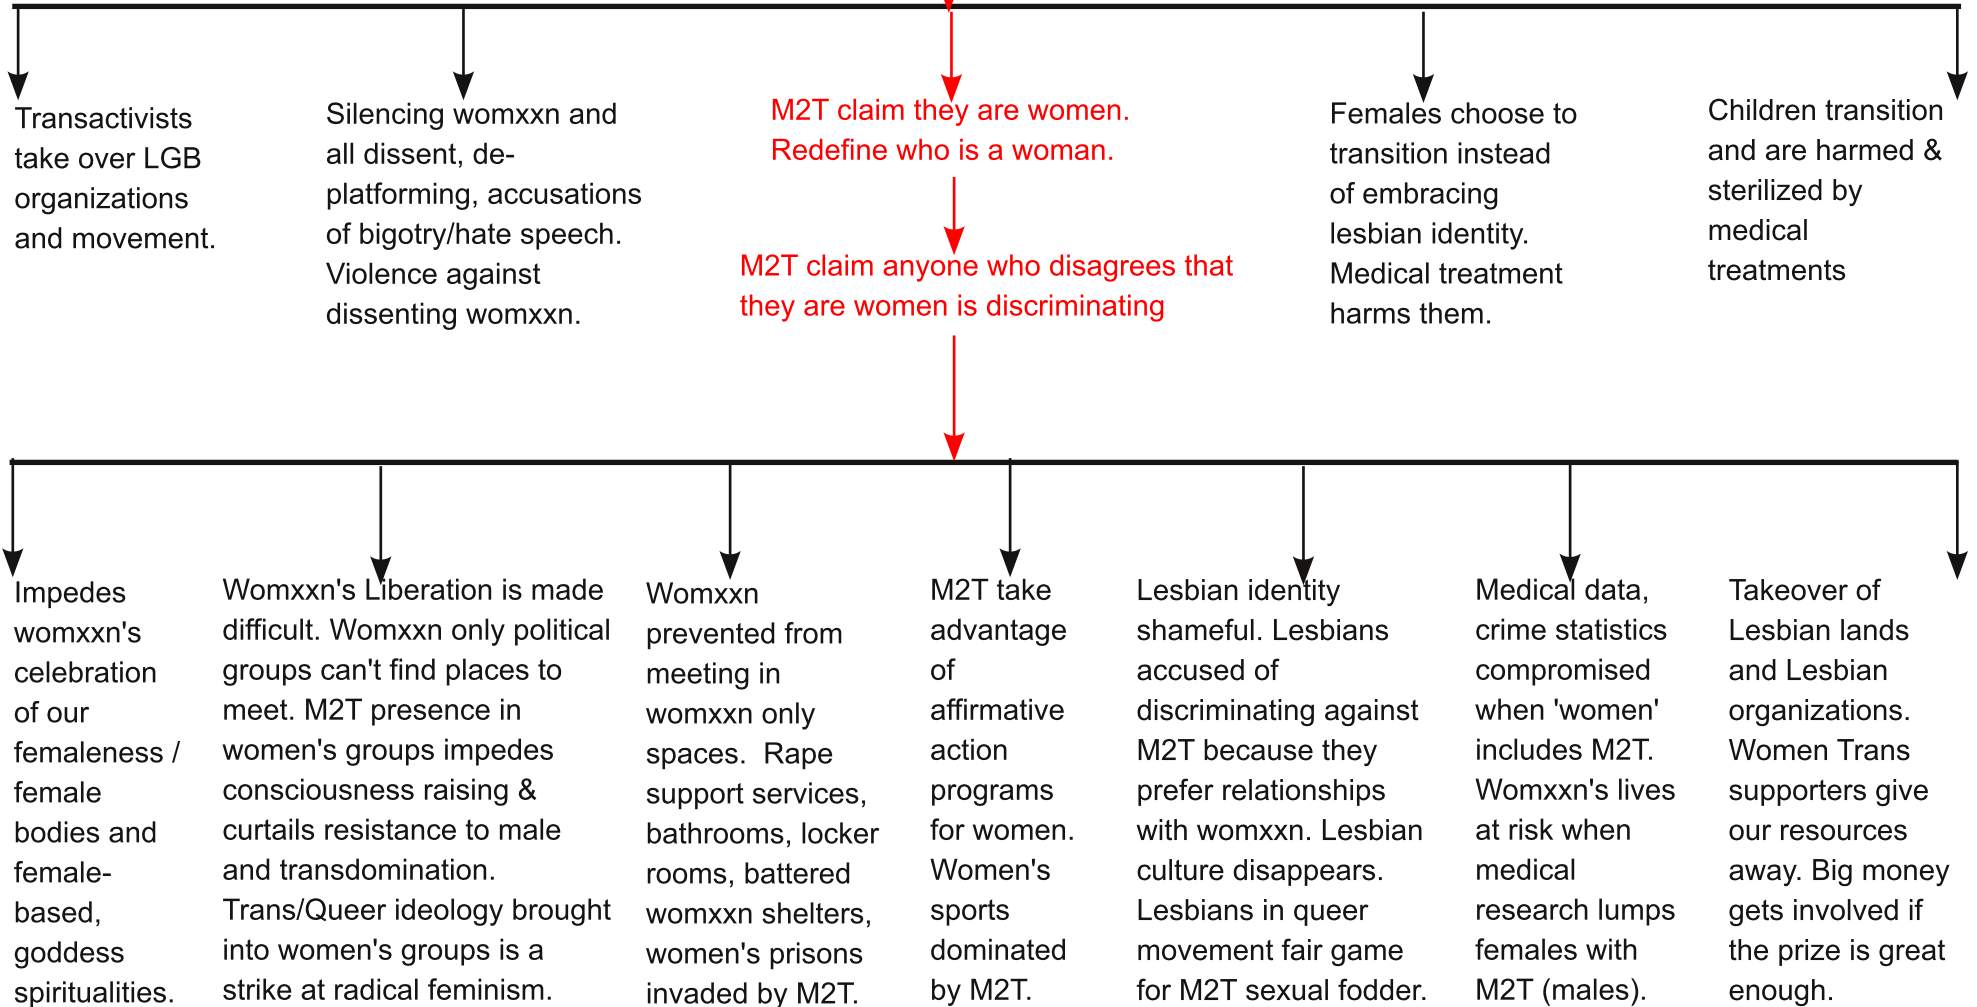 Transactivists
take over LGB
organizations
and movement.
Silencing womxxn and
all dissent, de-
platforming, accusations
of bigotry/hate speech.
Violence against
dissenting womxxn.
M2T claim they are women.
Redefine who is a woman.
M2T claim anyone who disagrees that
they are women is discriminating
Females choose to
transition instead
of embracing
lesbian identity.
Medical treatment
harms them.
Children transition
and are harmed &
sterilized by
medical
treatments
Impedes
womxxn's
celebration
of our
femaleness /
female
bodies and
female-
based,
goddess
spiritualities.
Womxxn's Liberation is made
difficult. Womxxn only political
groups can't find places to
meet. M2T presence in
women's groups impedes
consciousness raising &
curtails resistance to male
and transdomination.
Trans/Queer ideology brought
into women's groups is a
strike at radical feminism.
Womxxn
prevented from
meeting in
womxxn only
spaces.  Rape
support services,
bathrooms, locker
rooms, battered
womxxn shelters,
women's prisons
invaded by M2T.
M2T take
advantage
of
affirmative
action
programs
for women.
Women's
sports
dominated
by M2T.
Lesbian identity
shameful. Lesbians
accused of
discriminating against
M2T because they
prefer relationships
with womxxn. Lesbian
culture disappears.
Lesbians in queer
movement fair game
for M2T sexual fodder.
Medical data,
crime statistics
compromised
when 'women'
includes M2T.
Womxxn's lives
at risk when
medical
research lumps
females with
M2T (males).
Takeover of
Lesbian lands
and Lesbian
organizations.
Women Trans
supporters give
our resources
away. Big money
gets involved if
the prize is great
enough.